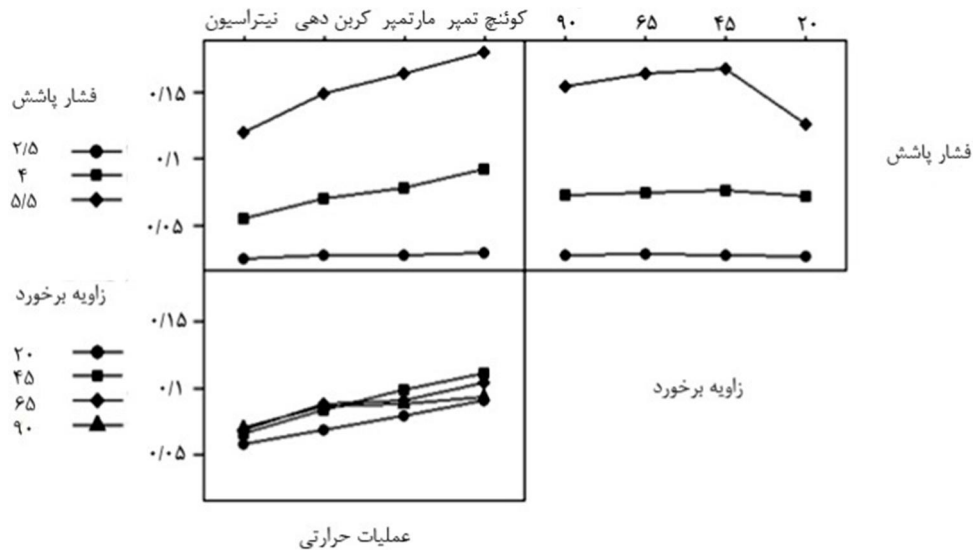 نیتراسیون کربن دهی مارتمپر کوئنچ تمپر
۹۰ ۶۵ ۴۵ ۲۰
فشار پاشش
۲/۵
۴
۵/۵
۰/۱۵
۰/۱
۰/۰۵
فشار پاشش
زاویه برخورد
۲۰
۴۵
۶۵
۹۰
۰/۱۵
۰/۱
۰/۰۵
زاویه برخورد
عملیات حرارتی